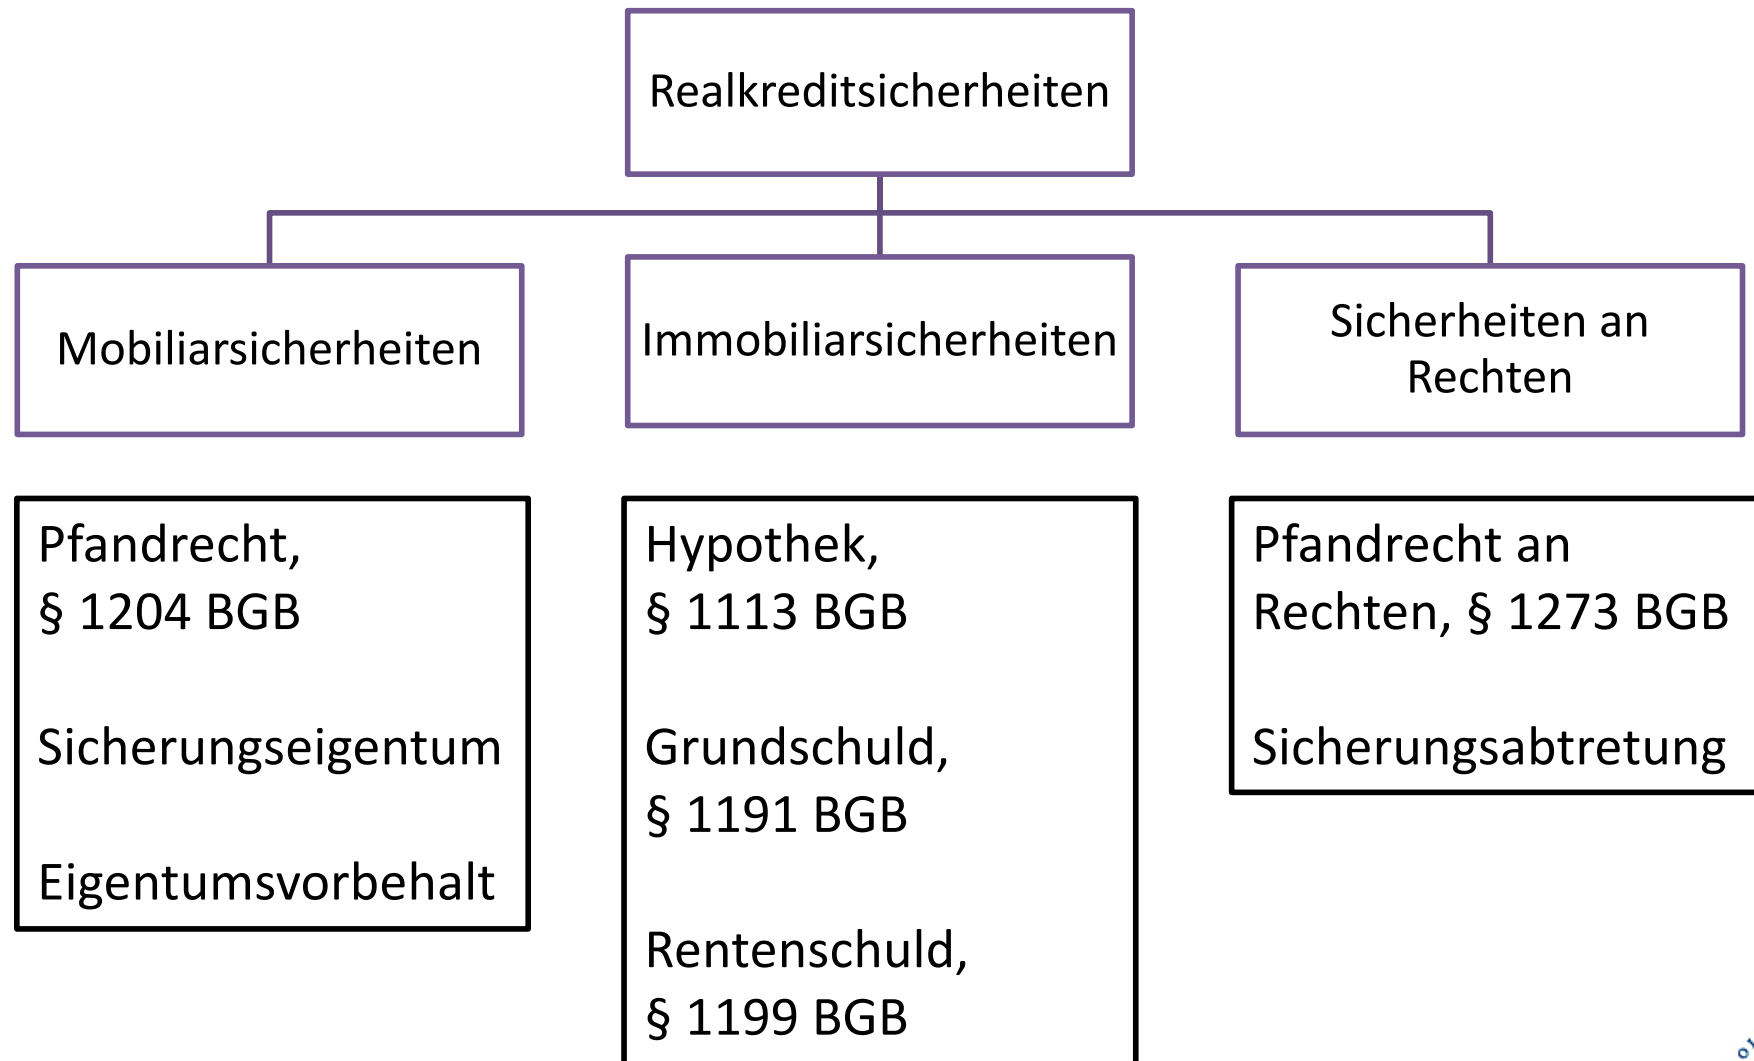 Realkreditsicherheiten
Mobiliarsicherheiten
Immobiliarsicherheiten
Sicherheiten an
Rechten
Pfandrecht,
§ 1204 BGB
Sicherungseigentum
Eigentumsvorbehalt
Hypothek,
§ 1113 BGB
Grundschuld,
§ 1191 BGB
Rentenschuld,
§ 1199 BGB
Pfandrecht an
Rechten, § 1273 BGB
Sicherungsabtretung